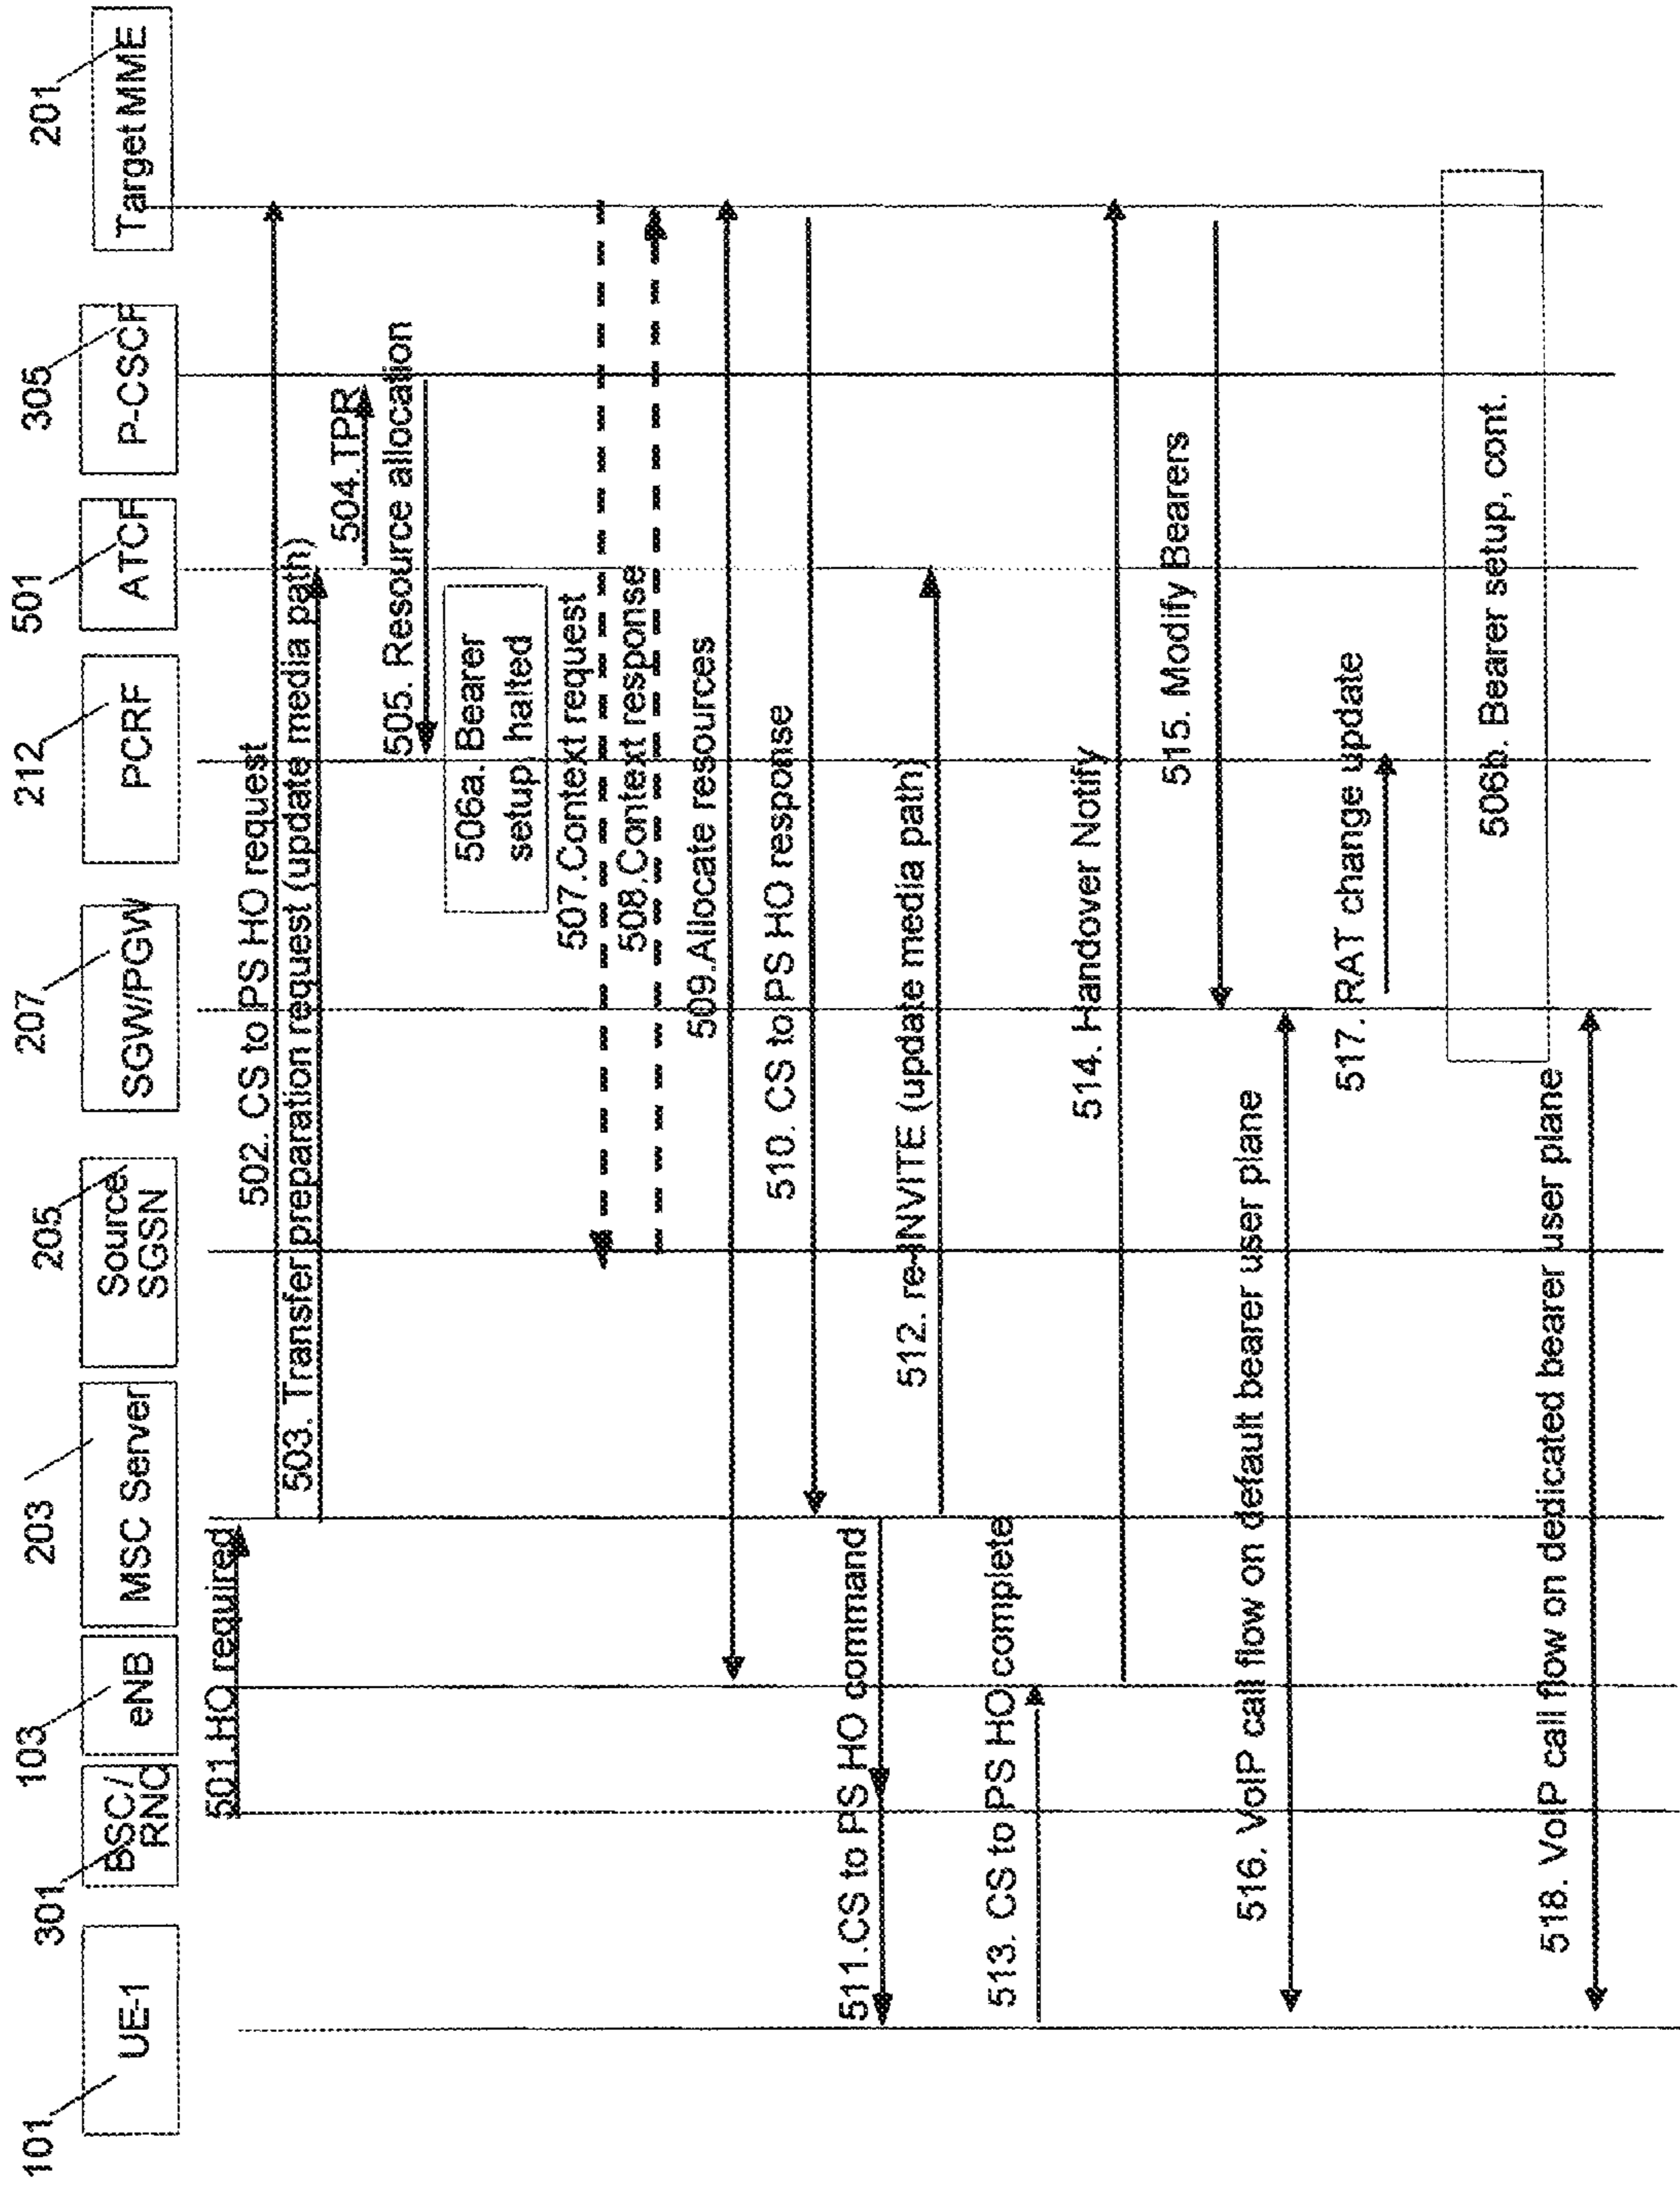 101
301
103
203
205
207
212
501
305
201
UE-1
BSC/
RNC
eNB
MSC Server
Source
SGSN
SGW/PGW
PCRF
ATCF
P-CSCF
Target MME
501.HO required
502. CS to PS HO request
503. Transfer preparation request (update media path)
504.TPR
505. Resource allocation
506a. Bearer
setup halted
507.Context request
508.Context response
509.Allocate resources
510. CS to PS HO response
511.CS to PS HO command
512. re-INVITE (update media path)
513. CS to PS HO complete
514. Handover Notify
515. Modify Bearers
516. VoIP call flow on default bearer user plane
517. RAT change update
506b. Bearer setup, cont.
518. VoIP call flow on dedicated bearer user plane